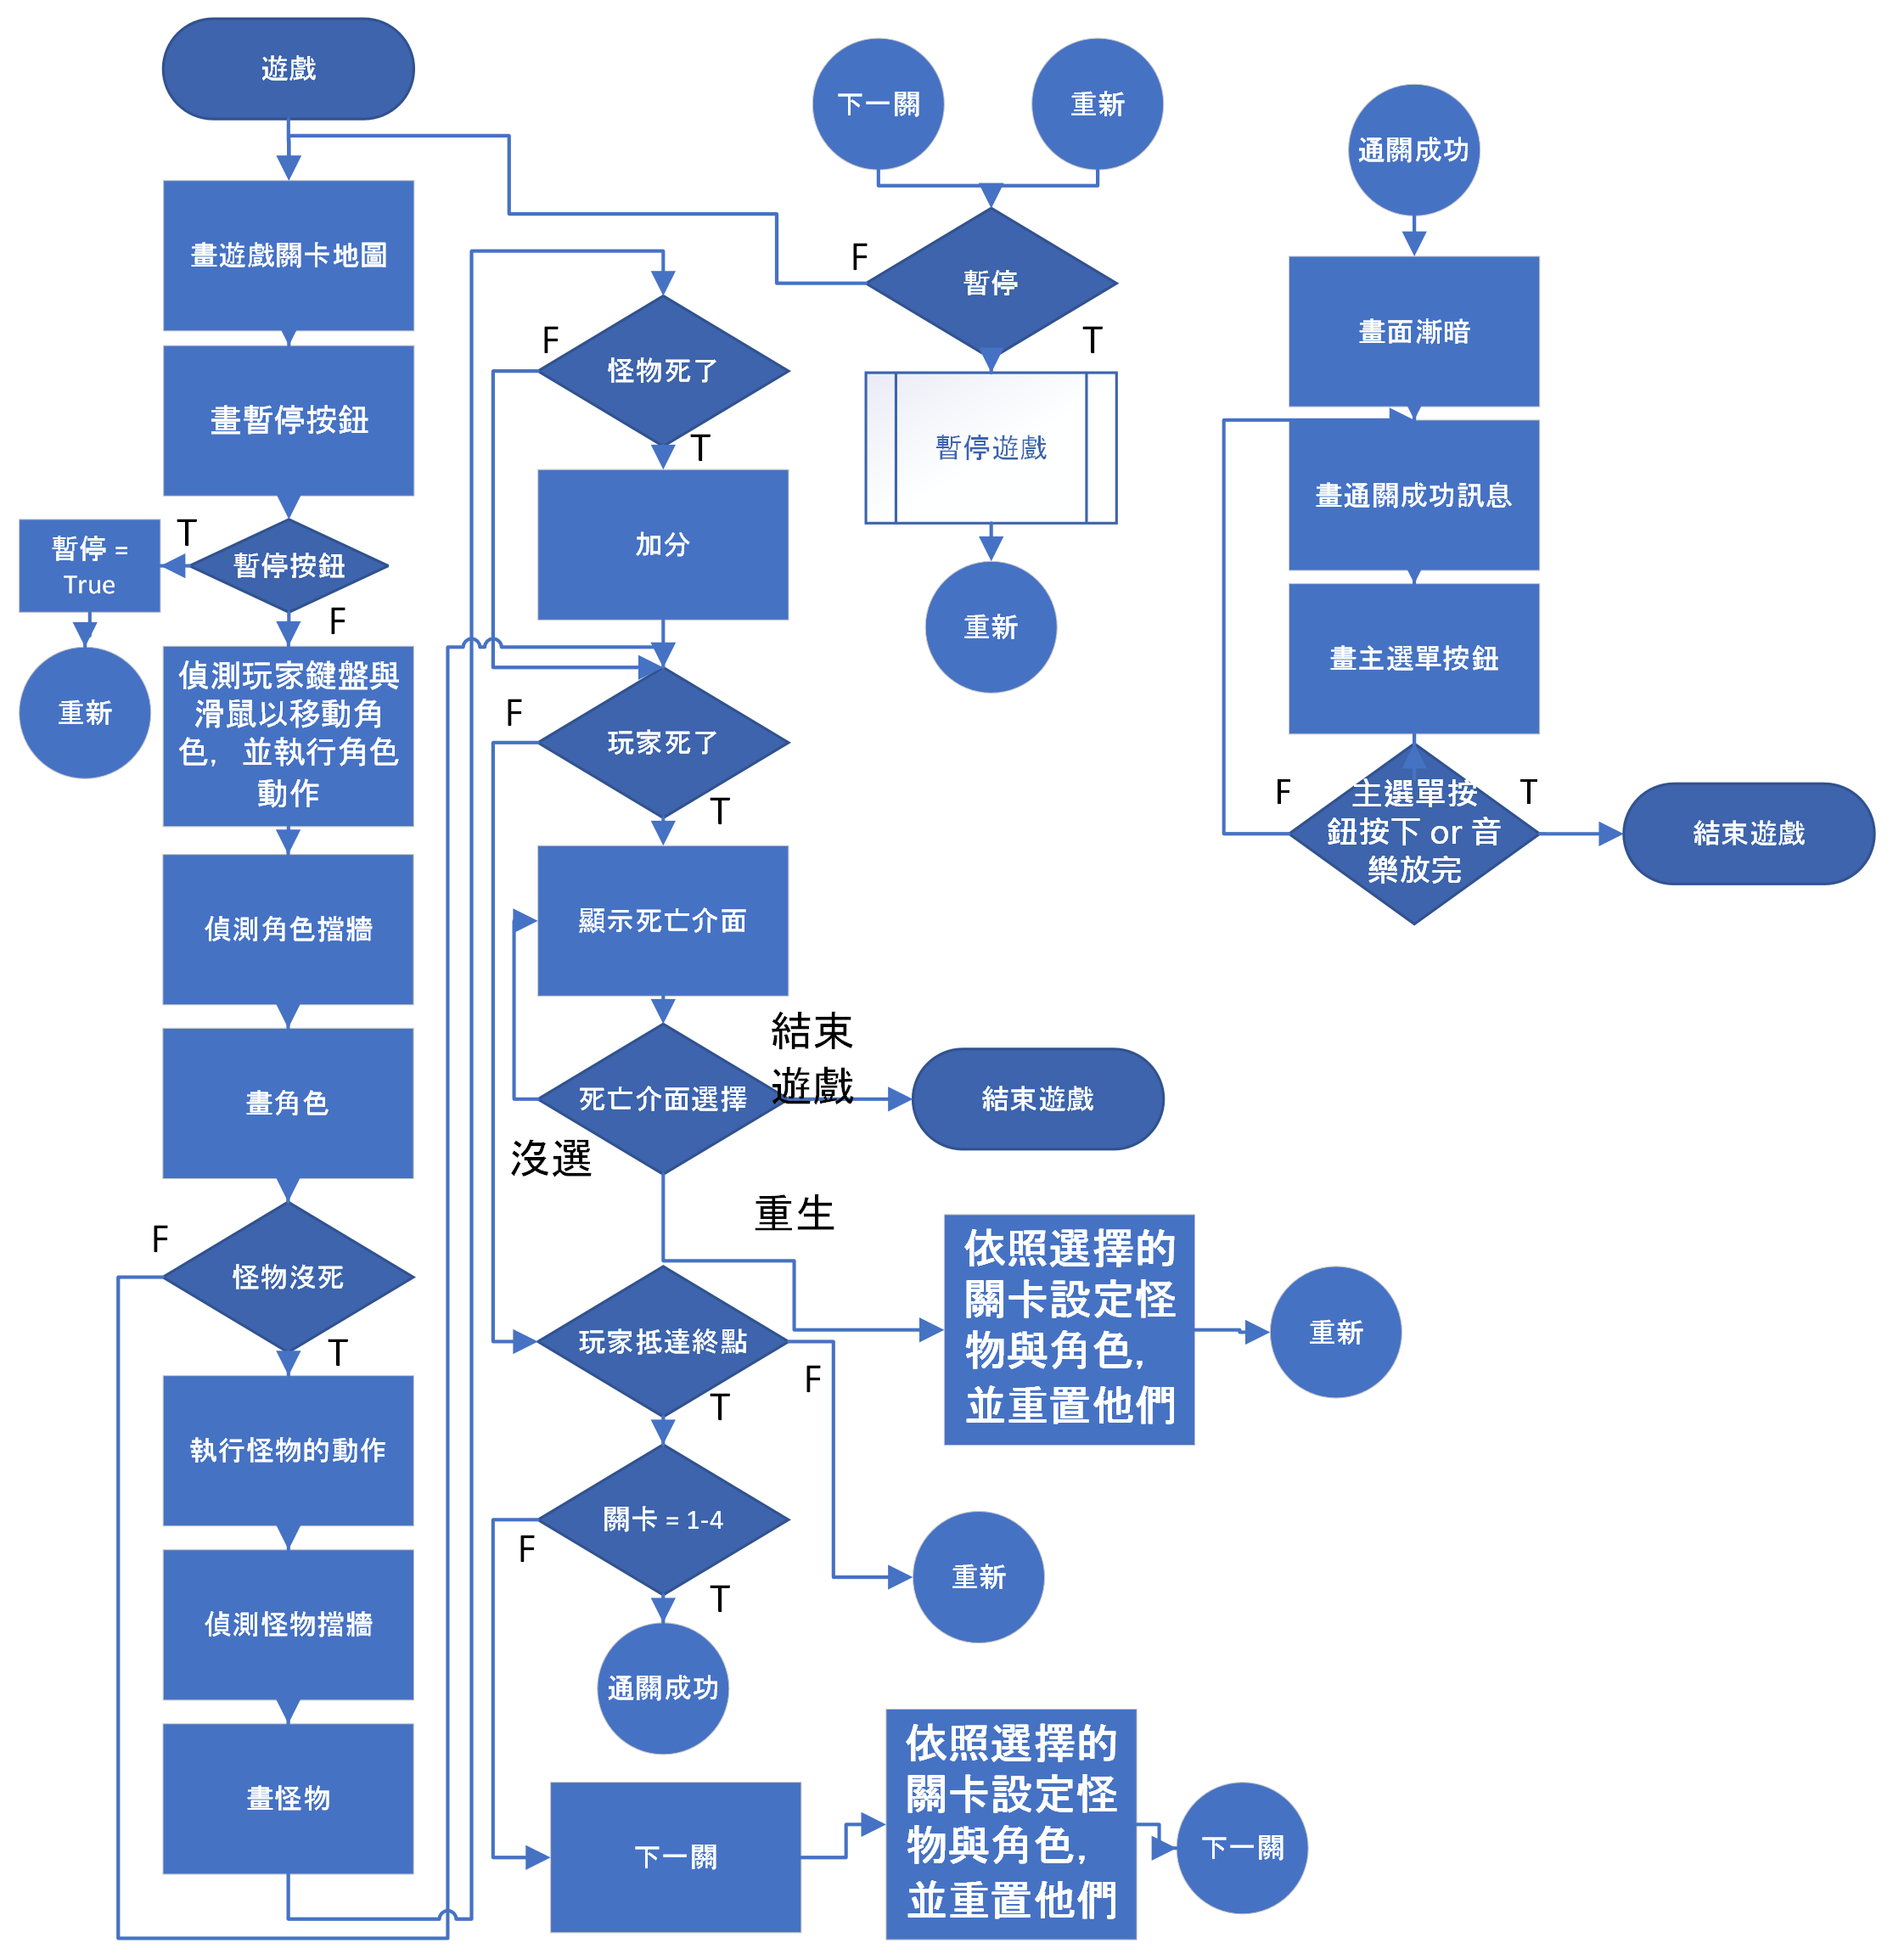 遊戲
畫遊戲關卡地圖
畫暫停按鈕
暫停按鈕
T
暫停 =
True
重新
F
偵測玩家鍵盤與
滑鼠以移動角
色, 並執行角色
動作
偵測角色擋牆
畫角色
怪物沒死
F
T
執行怪物的動作
偵測怪物擋牆
畫怪物
怪物死了
F
T
加分
玩家死了
F
T
顯示死亡介面
死亡介面選擇
結束
遊戲
結束遊戲
沒選
重生
依照選擇的
關卡設定怪
物與角色,
並重置他們
重新
玩家抵達終點
F
T
重新
關卡 = 1-4
F
T
通關成功
下一關
依照選擇的
關卡設定怪
物與角色,
並重置他們
下一關
下一關
重新
暫停
F
T
暫停遊戲
重新
通關成功
畫面漸暗
畫通關成功訊息
畫主選單按鈕
主選單按
鈕按下 or 音
樂放完
F
T
結束遊戲